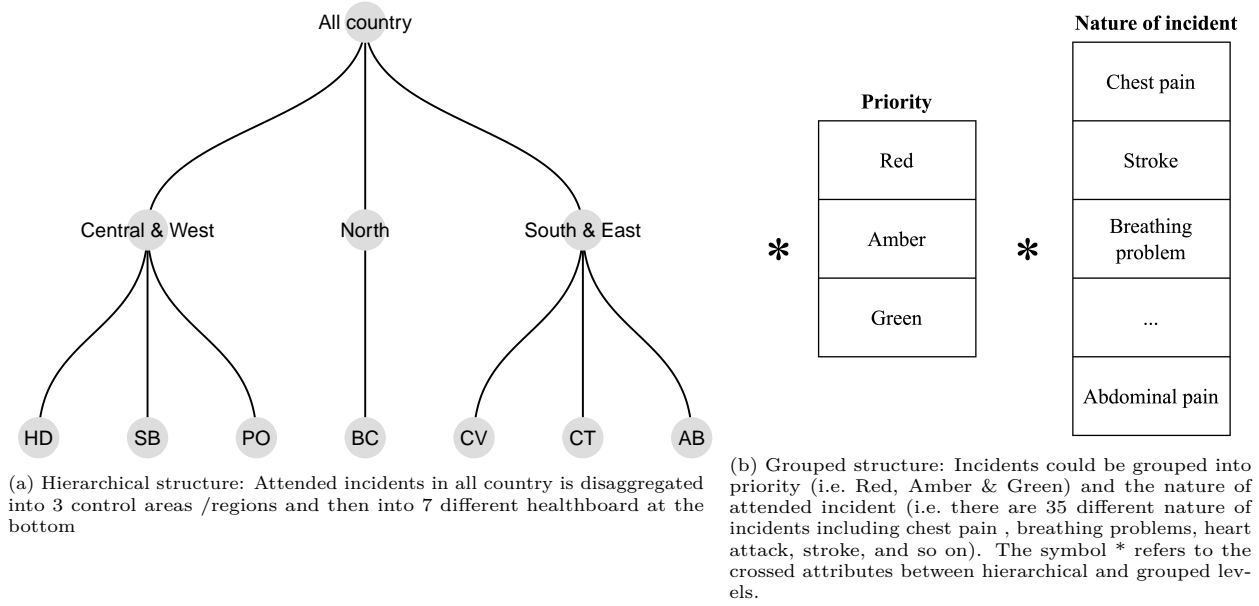 All country
Central & West
North
South & East
HD
SB
PO
BC
CV
CT
AB
(a) Hierarchical structure: Attended incidents in all country is disaggregated
into 3 control areas /regions and then into 7 different healthboard at the
bottom
*
Priority
Red
Amber
Green
*
Nature of incident
Chest pain
Stroke
Breathing
problem
...
Abdominal pain
(b) Grouped structure: Incidents could be grouped into
priority (i.e. Red, Amber & Green) and the nature of
attended incident (i.e. there are 35 different nature of
incidents including chest pain , breathing problems, heart
attack, stroke, and so on). The symbol * refers to the
crossed attributes between hierarchical and grouped lev-
els.